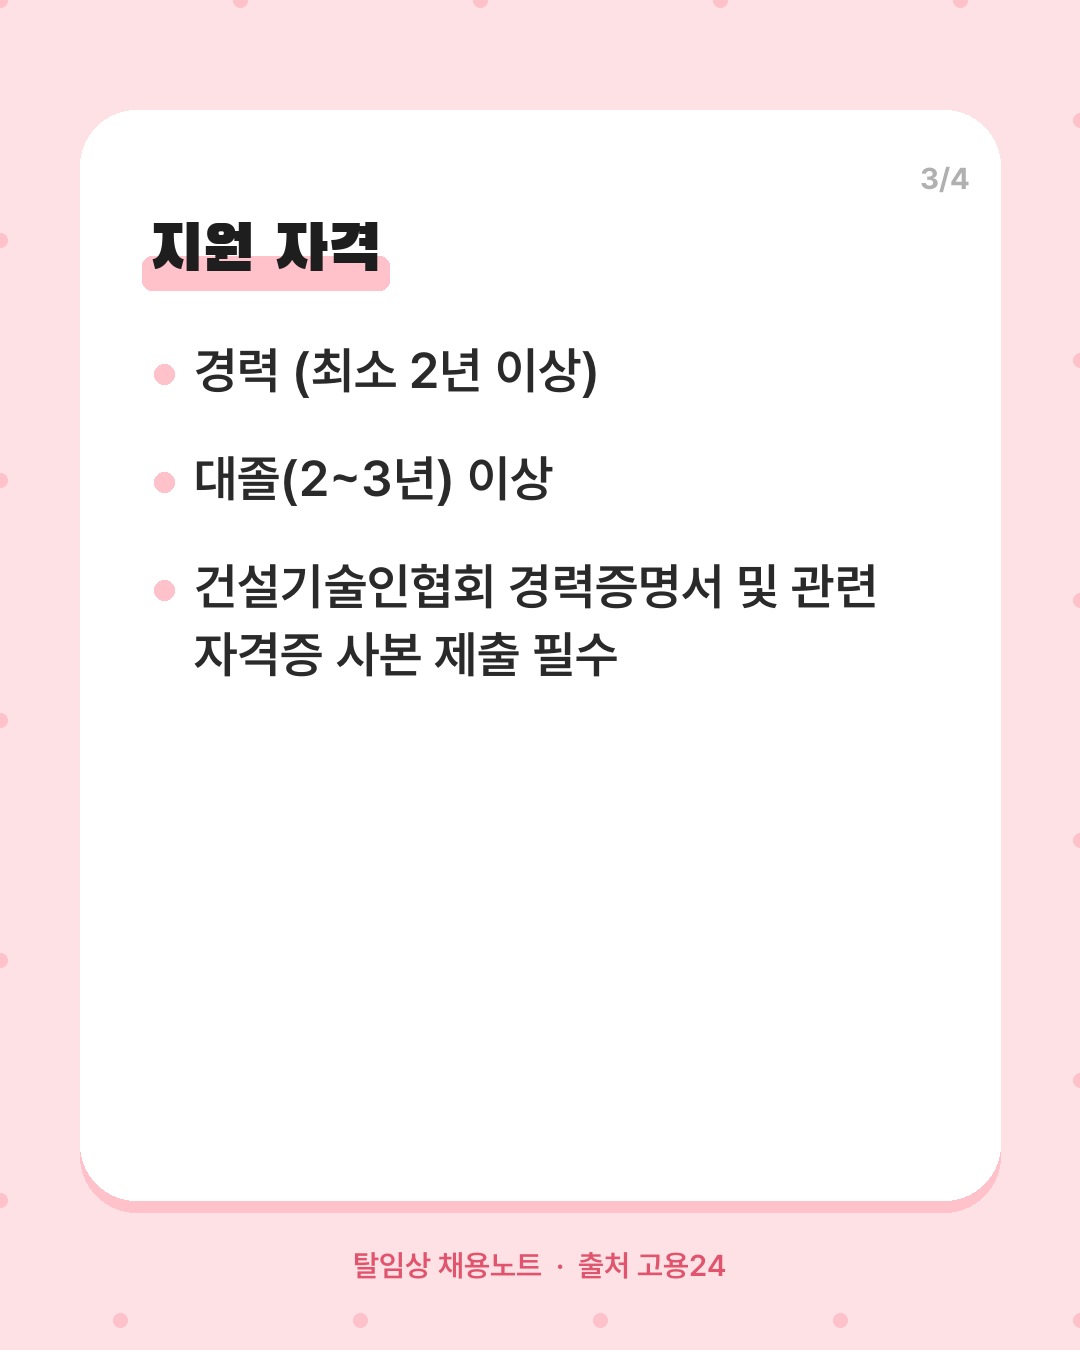 3/4
지원 자격
경력 (최소 2년 이상)
대졸(2~3년) 이상
건설기술인협회 경력증명서 및 관련
자격증 사본 제출 필수
탈임상 채용노트 · 출처 고용24